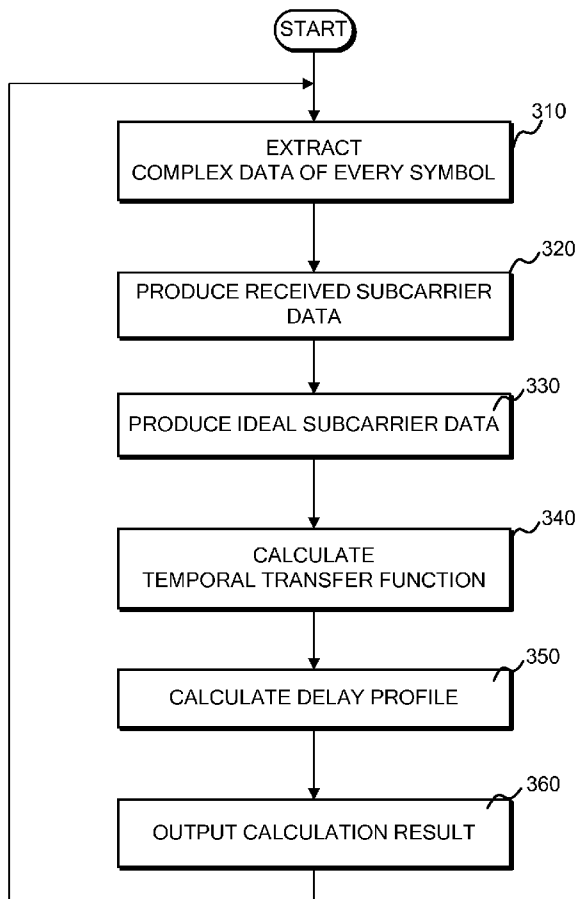 START
310
EXTRACT
COMPLEX DATA OF EVERY SYMBOL
320
PRODUCE RECEIVED SUBCARRIER
DATA
330
PRODUCE IDEAL SUBCARRIER DATA
340
CALCULATE
TEMPORAL TRANSFER FUNCTION
350
CALCULATE DELAY PROFILE
360
OUTPUT CALCULATION RESULT